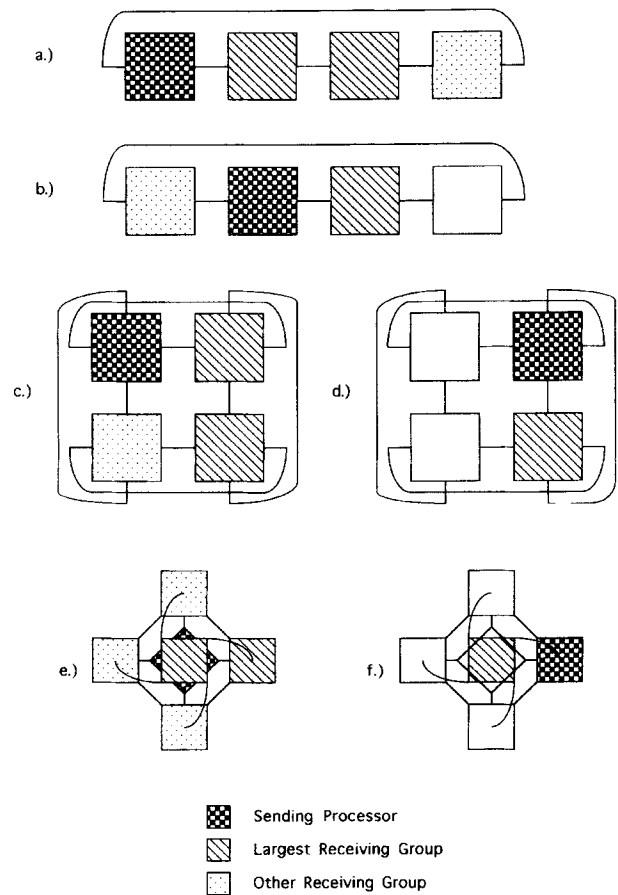 a.)
b.)
c.)
d.)
e.)
f.)
Sending Processor
Largest Receiving Group
Other Receiving Group